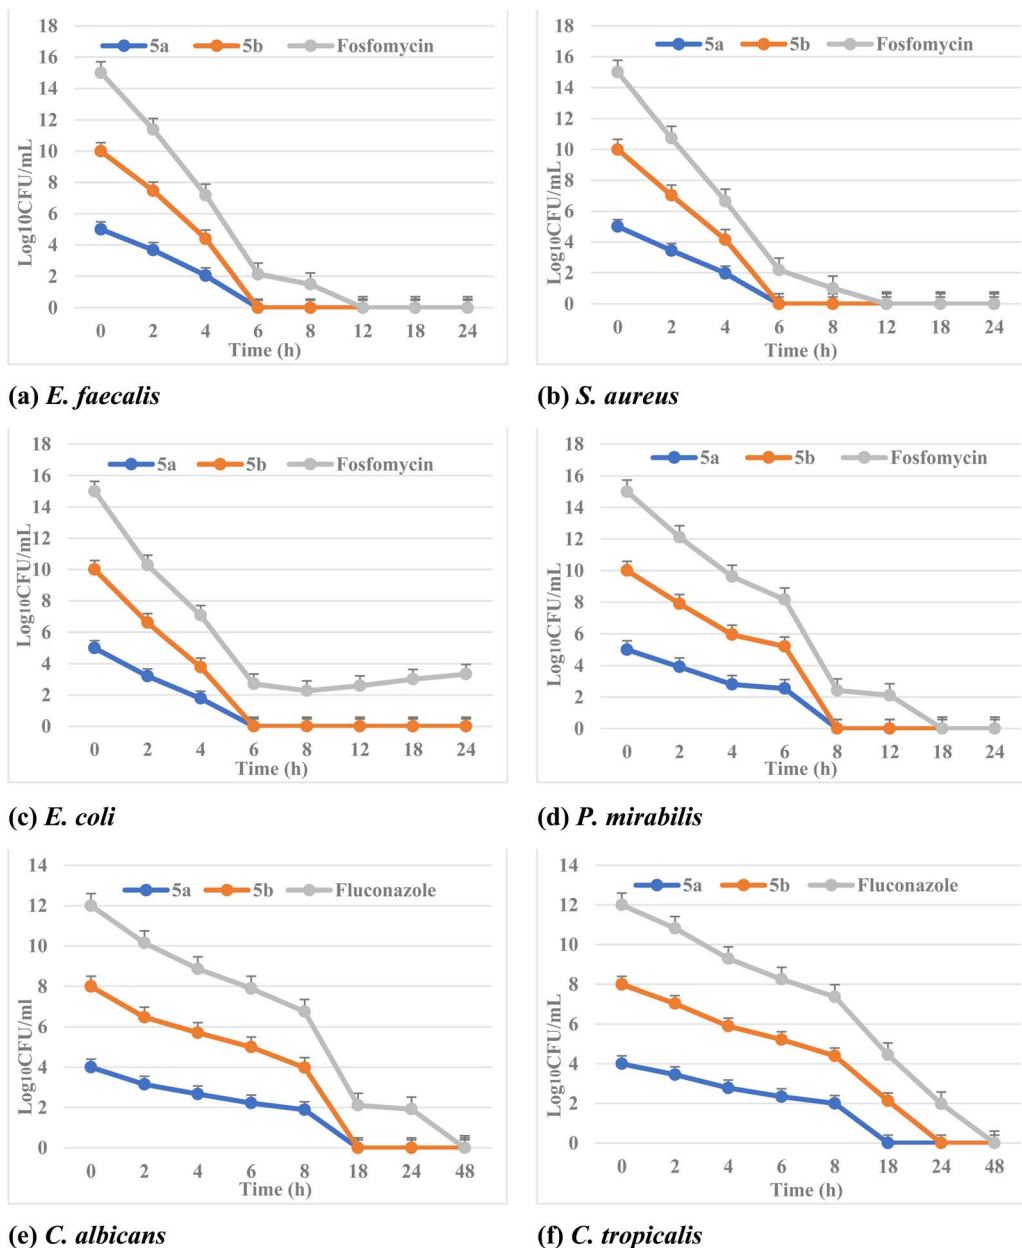 18
16
14
12
10
8
6
4
2
0
Log10CFU/mL
5a 5b Fosfomycin
0 2 4 6 8 12 18 24
Time (h)
(a) E. faecalis
18
16
14
12
10
8
6
4
2
0
Log10CFU/mL
5a 5b Fosfomycin
0 2 4 6 8 12 18 24
Time (h)
(b) S. aureus
18
16
14
12
10
8
6
4
2
0
Log10CFU/mL
5a 5b Fosfomycin
0 2 4 6 8 12 18 24
Time (h)
(c) E. coli
18
16
14
12
10
8
6
4
2
0
Log10CFU/mL
5a 5b Fosfomycin
0 2 4 6 8 12 18 24
Time (h)
(d) P. mirabilis
14
12
10
8
6
4
2
0
Log10CFU/ml
5a 5b Fluconazole
0 2 4 6 8 18 24 48
Time (h)
(e) C. albicans
14
12
10
8
6
4
2
0
Log10CFU/mL
5a 5b Fluconazole
0 2 4 6 8 18 24 48
Time (h)
(f) C. tropicalis